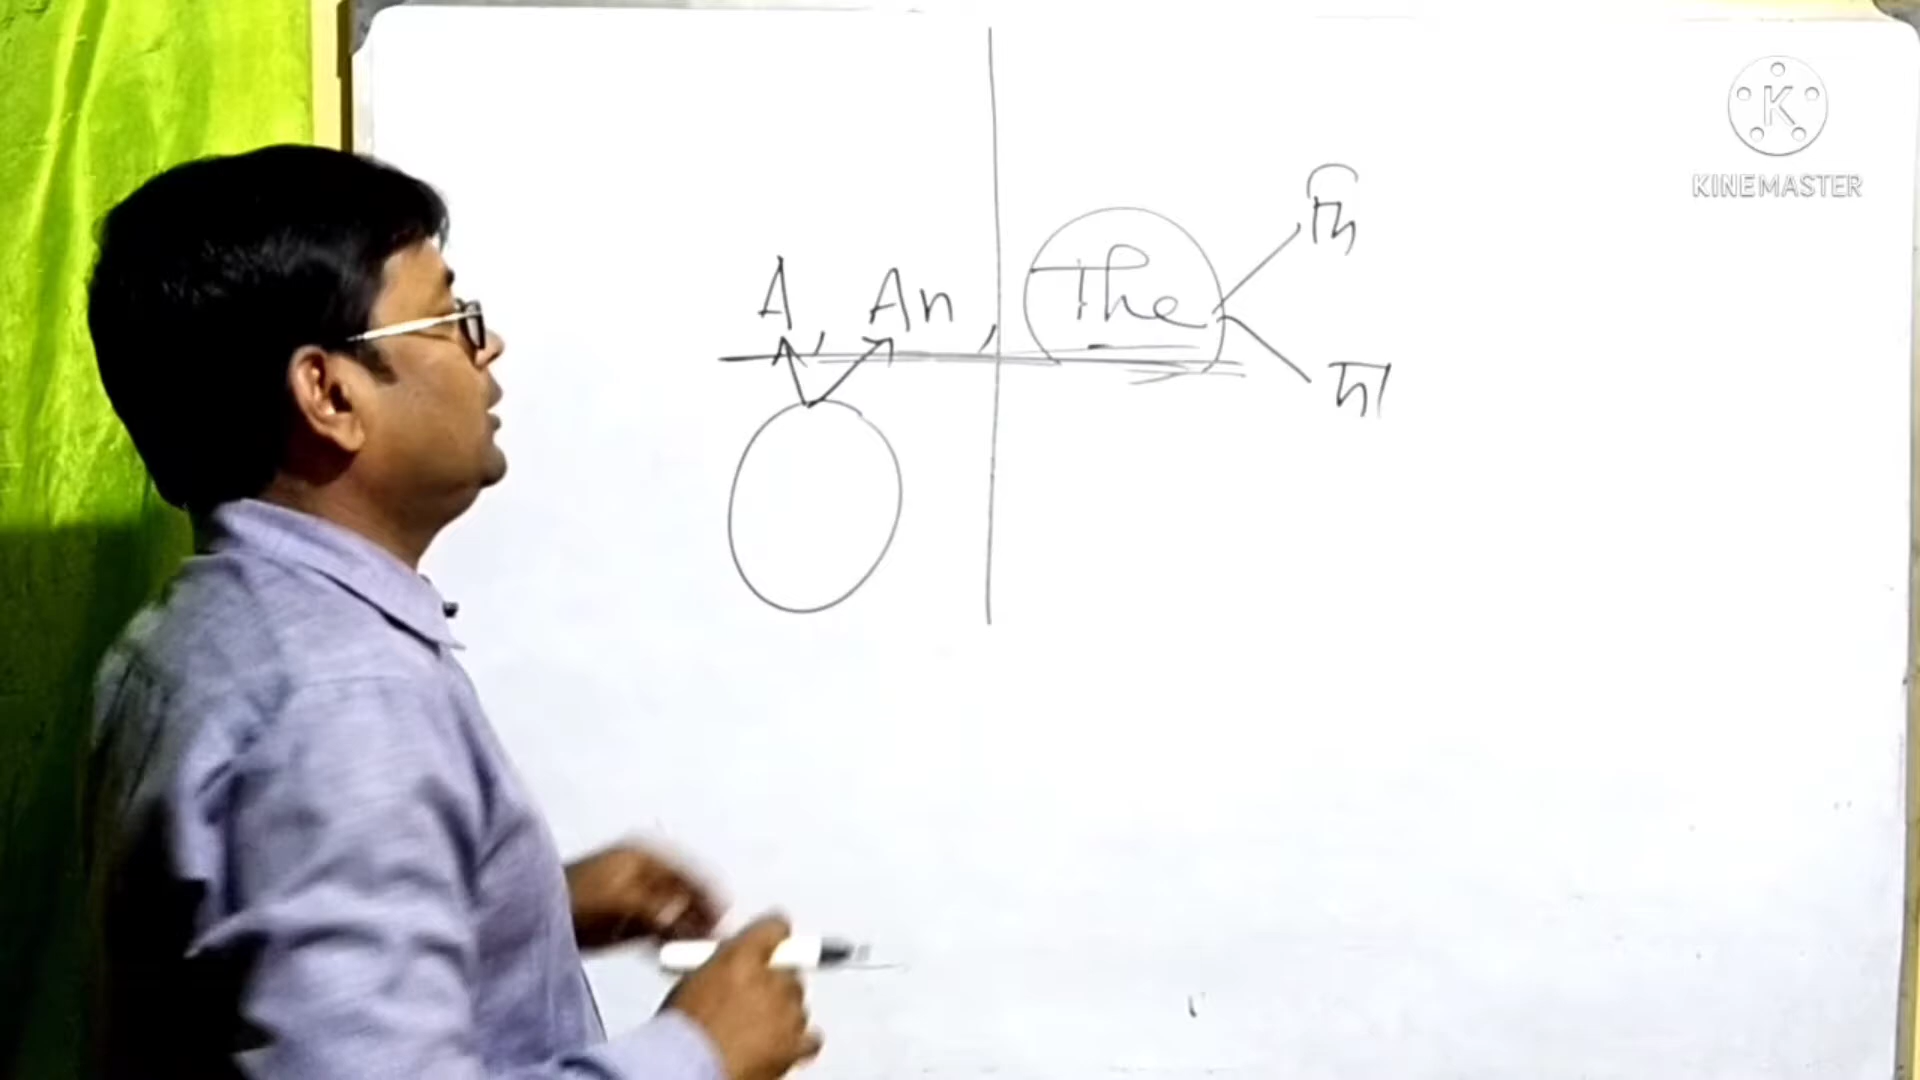 A, An, The
दि
दा
K
KINEMASTER